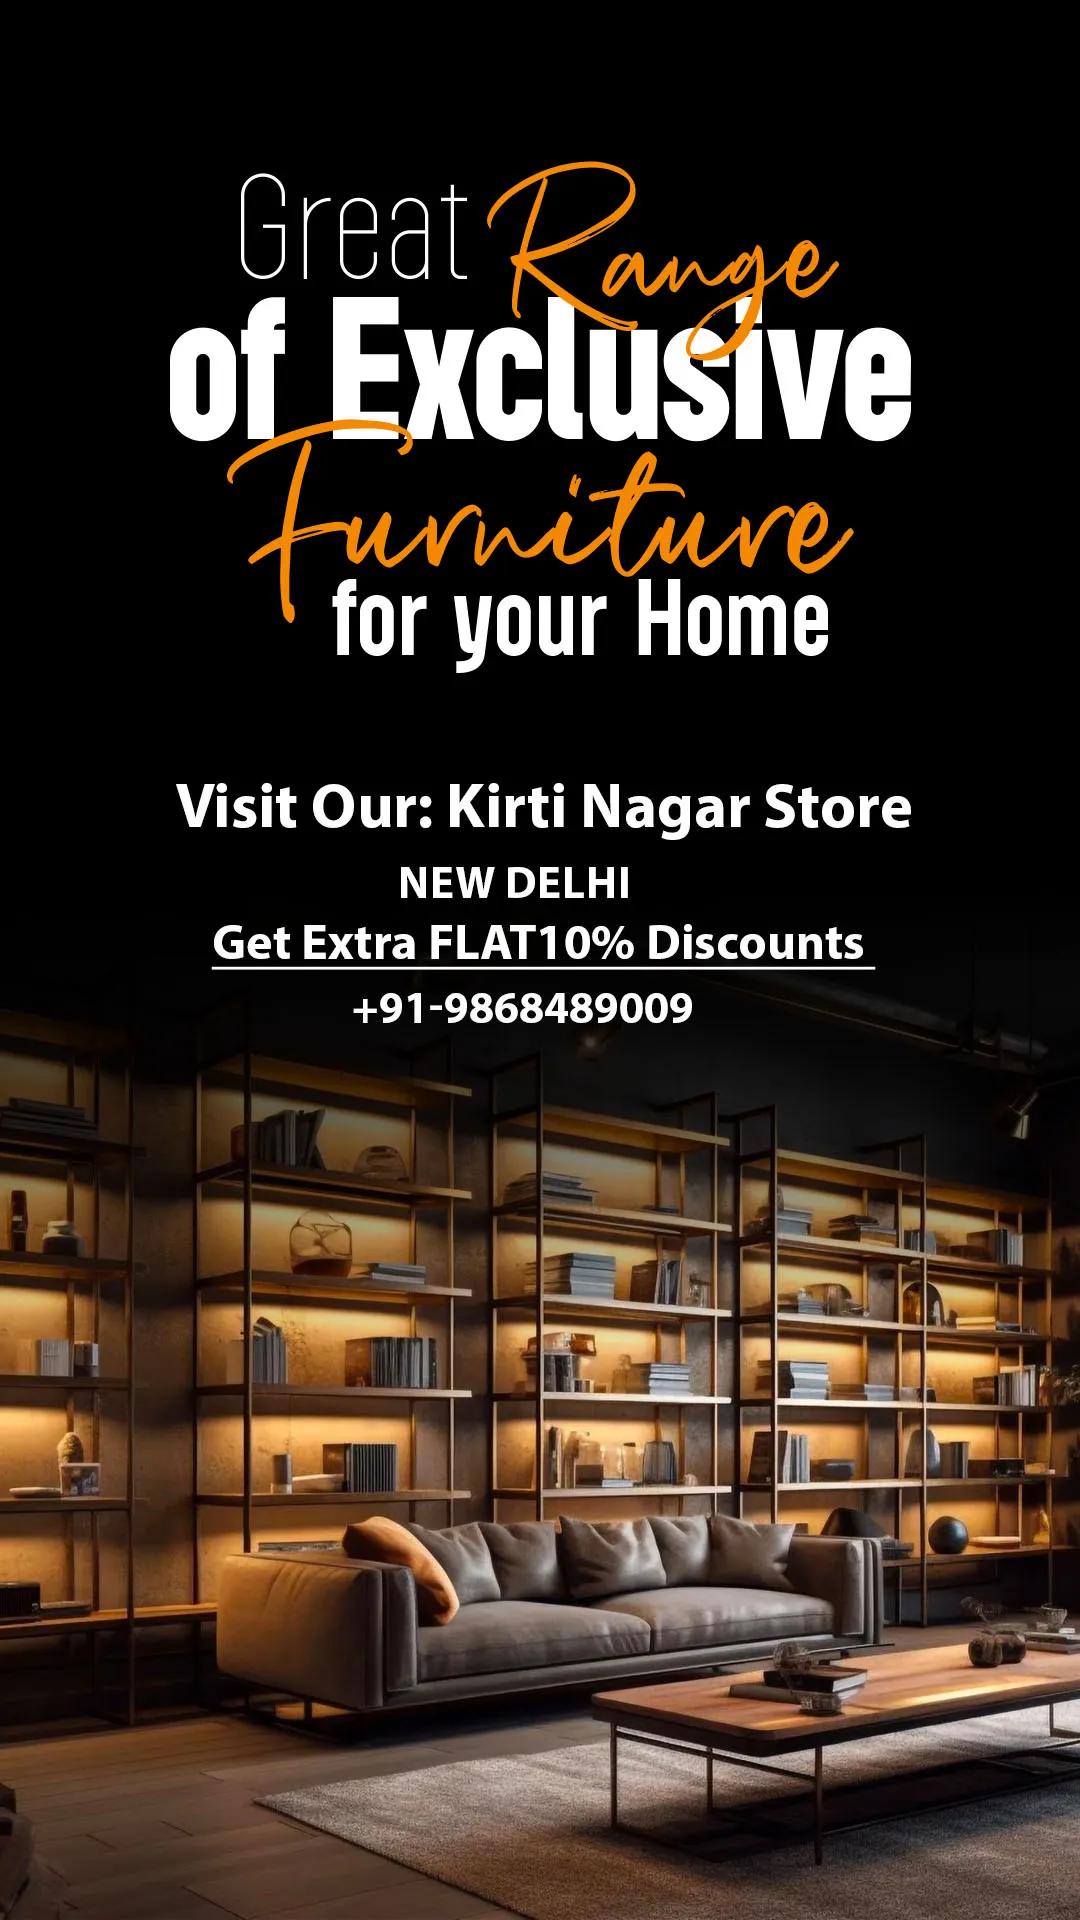 Great Range
of Exclusive
Furniture
for your Home
Visit Our: Kirti Nagar Store
NEW DELHI
Get Extra FLAT10% Discounts
+91-9868489009